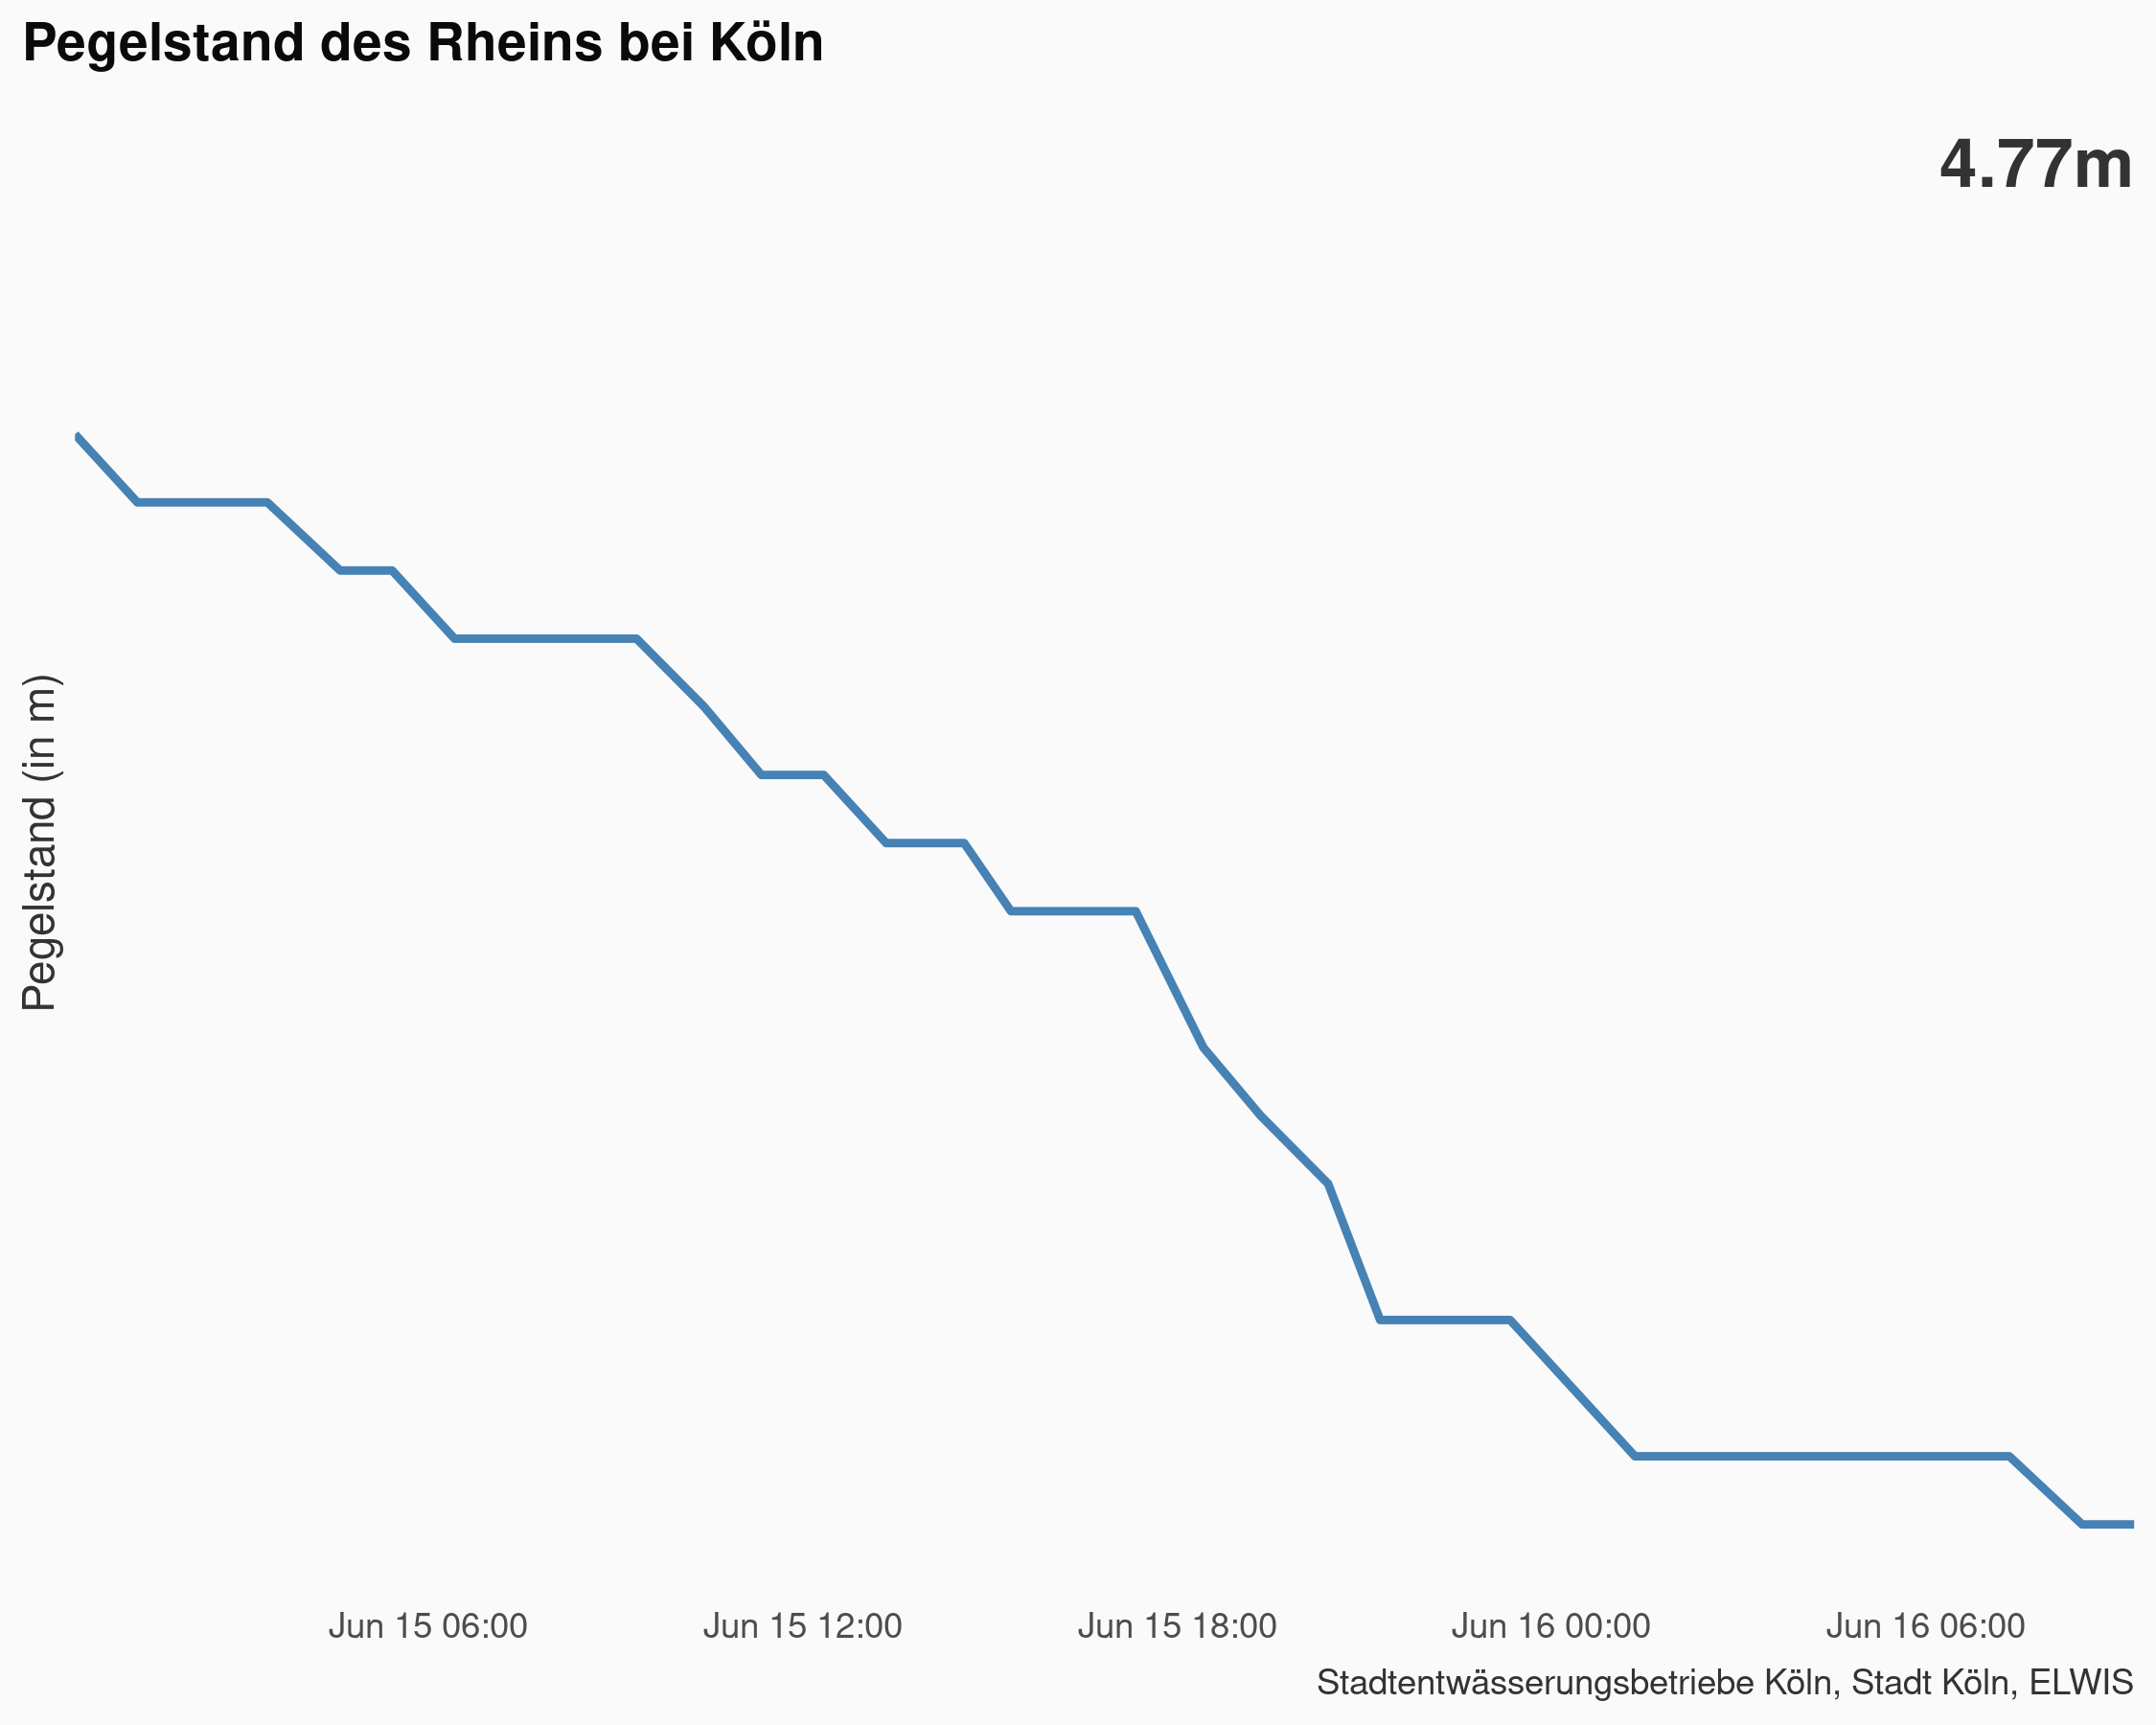 Pegelstand des Rheins bei Köln
4.77m
Pegelstand (in m)
Jun 15 06:00 Jun 15 12:00 Jun 15 18:00 Jun 16 00:00 Jun 16 06:00
Stadtentwässerungsbetriebe Köln, Stadt Köln, ELWIS